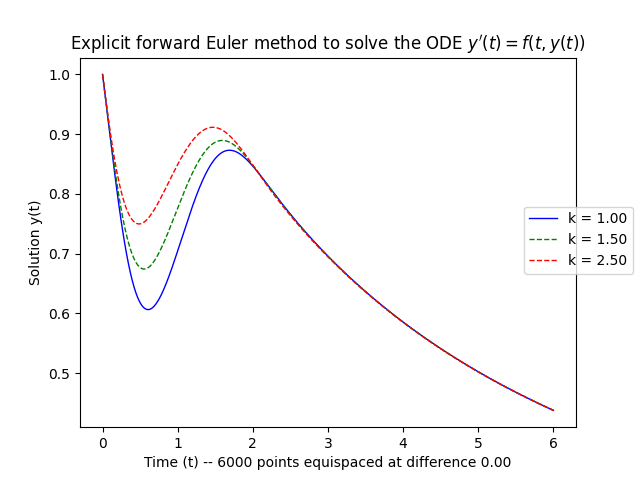 Explicit forward Euler method to solve the ODE y′(t) = f(t, y(t))
1.0
0.9
0.8
0.7
0.6
0.5
Solution y(t)
k = 1.00
k = 1.50
k = 2.50
0 1 2 3 4 5 6
Time (t) -- 6000 points equispaced at difference 0.00